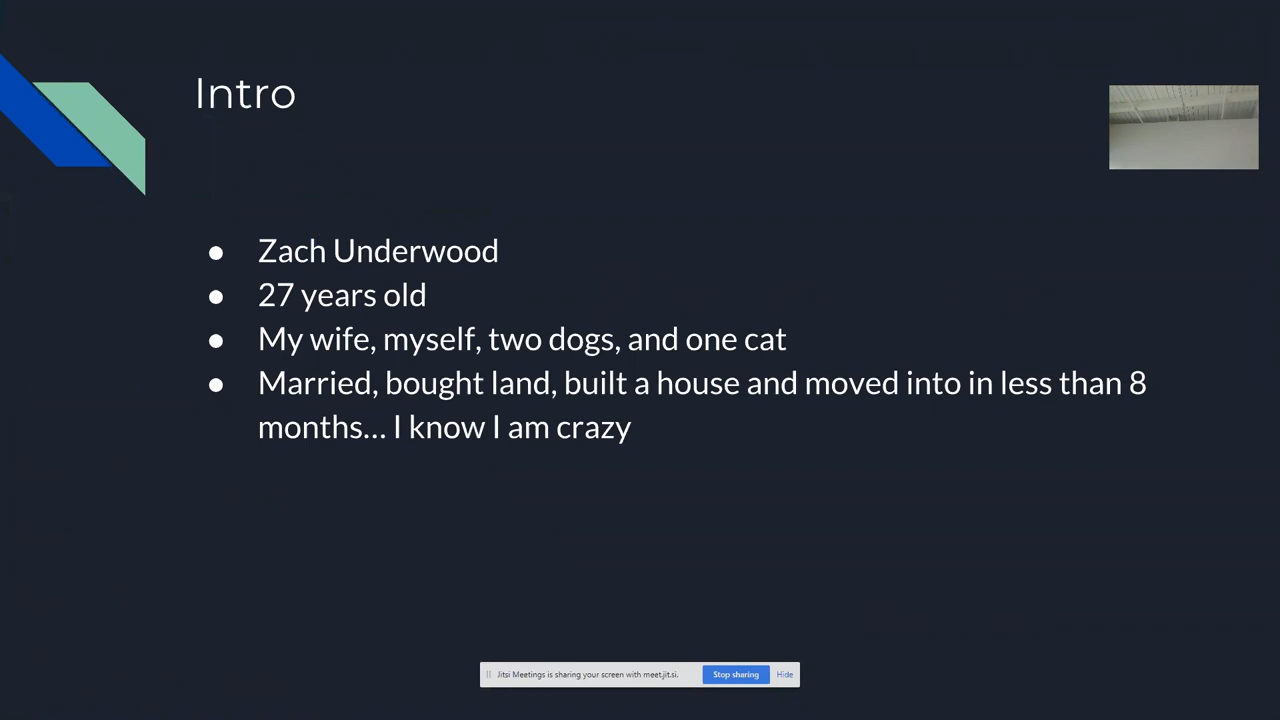 Intro
Zach Underwood
27 years old
My wife, myself, two dogs, and one cat
Married, bought land, built a house and moved into in less than 8
months... I know I am crazy
Jitsi Meetings is sharing your screen with meet.jit.si. Stop sharing Hide